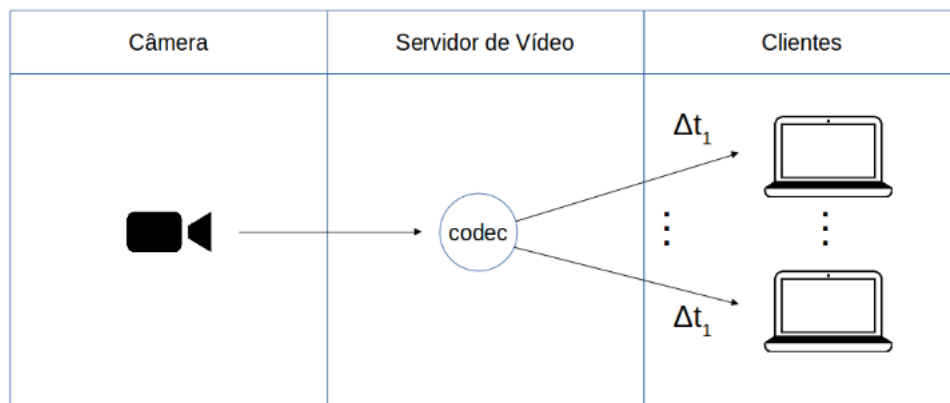 Câmera
Servidor de Vídeo
Clientes
Δt₁
codec
Δt₁